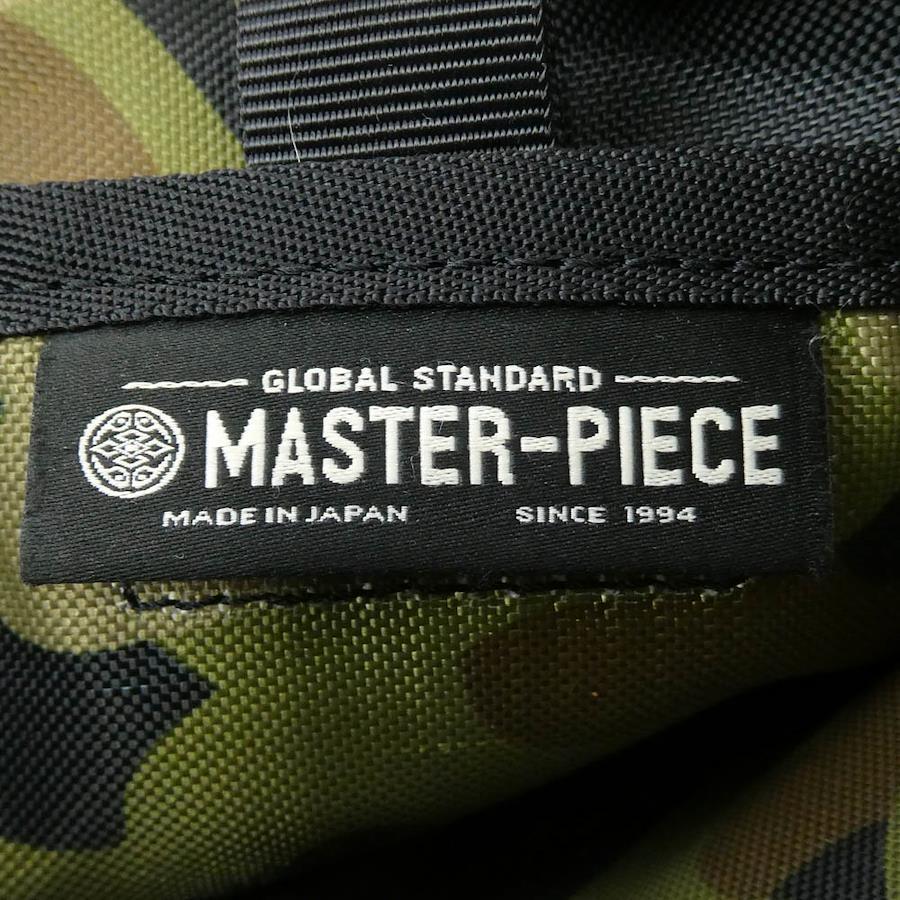 GLOBAL STANDARD
MASTER-PIECE
MADE IN JAPAN SINCE 1994